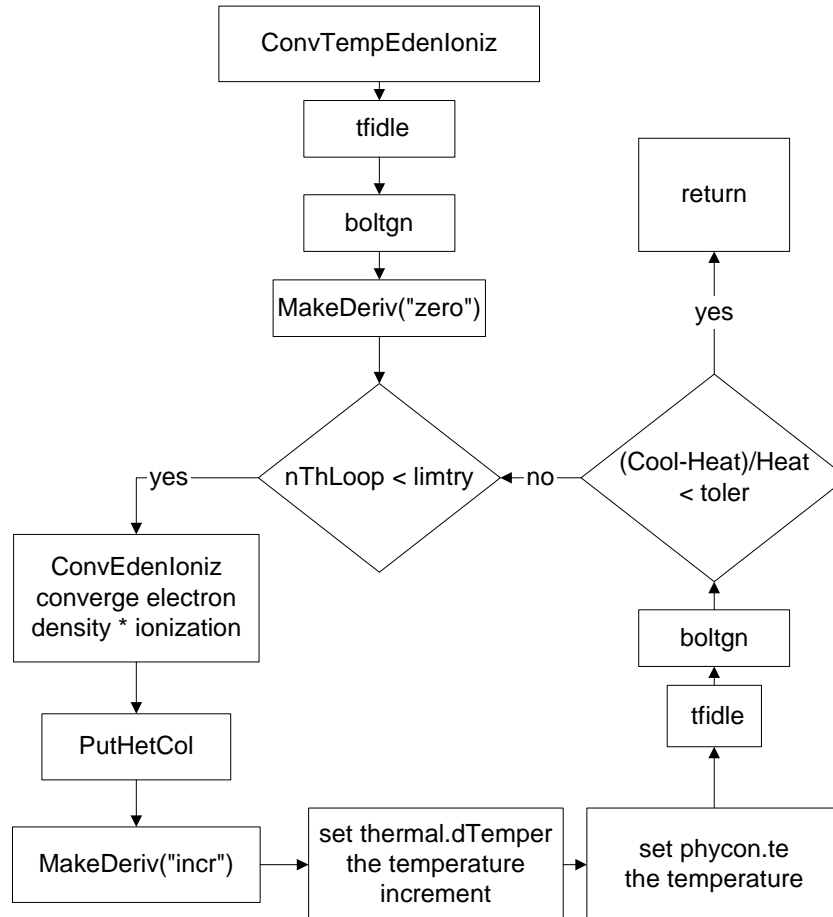 ConvTempEdenIoniz
tfidle
boltgn
MakeDeriv("zero")
nThLoop < limtry
yes
ConvEdenIoniz
converge electron
density * ionization
PutHetCol
MakeDeriv("incr")
set thermal.dTemper
the temperature
increment
set phycon.te
the temperature
tfidle
boltgn
(Cool-Heat)/Heat
< toler
no
yes
return